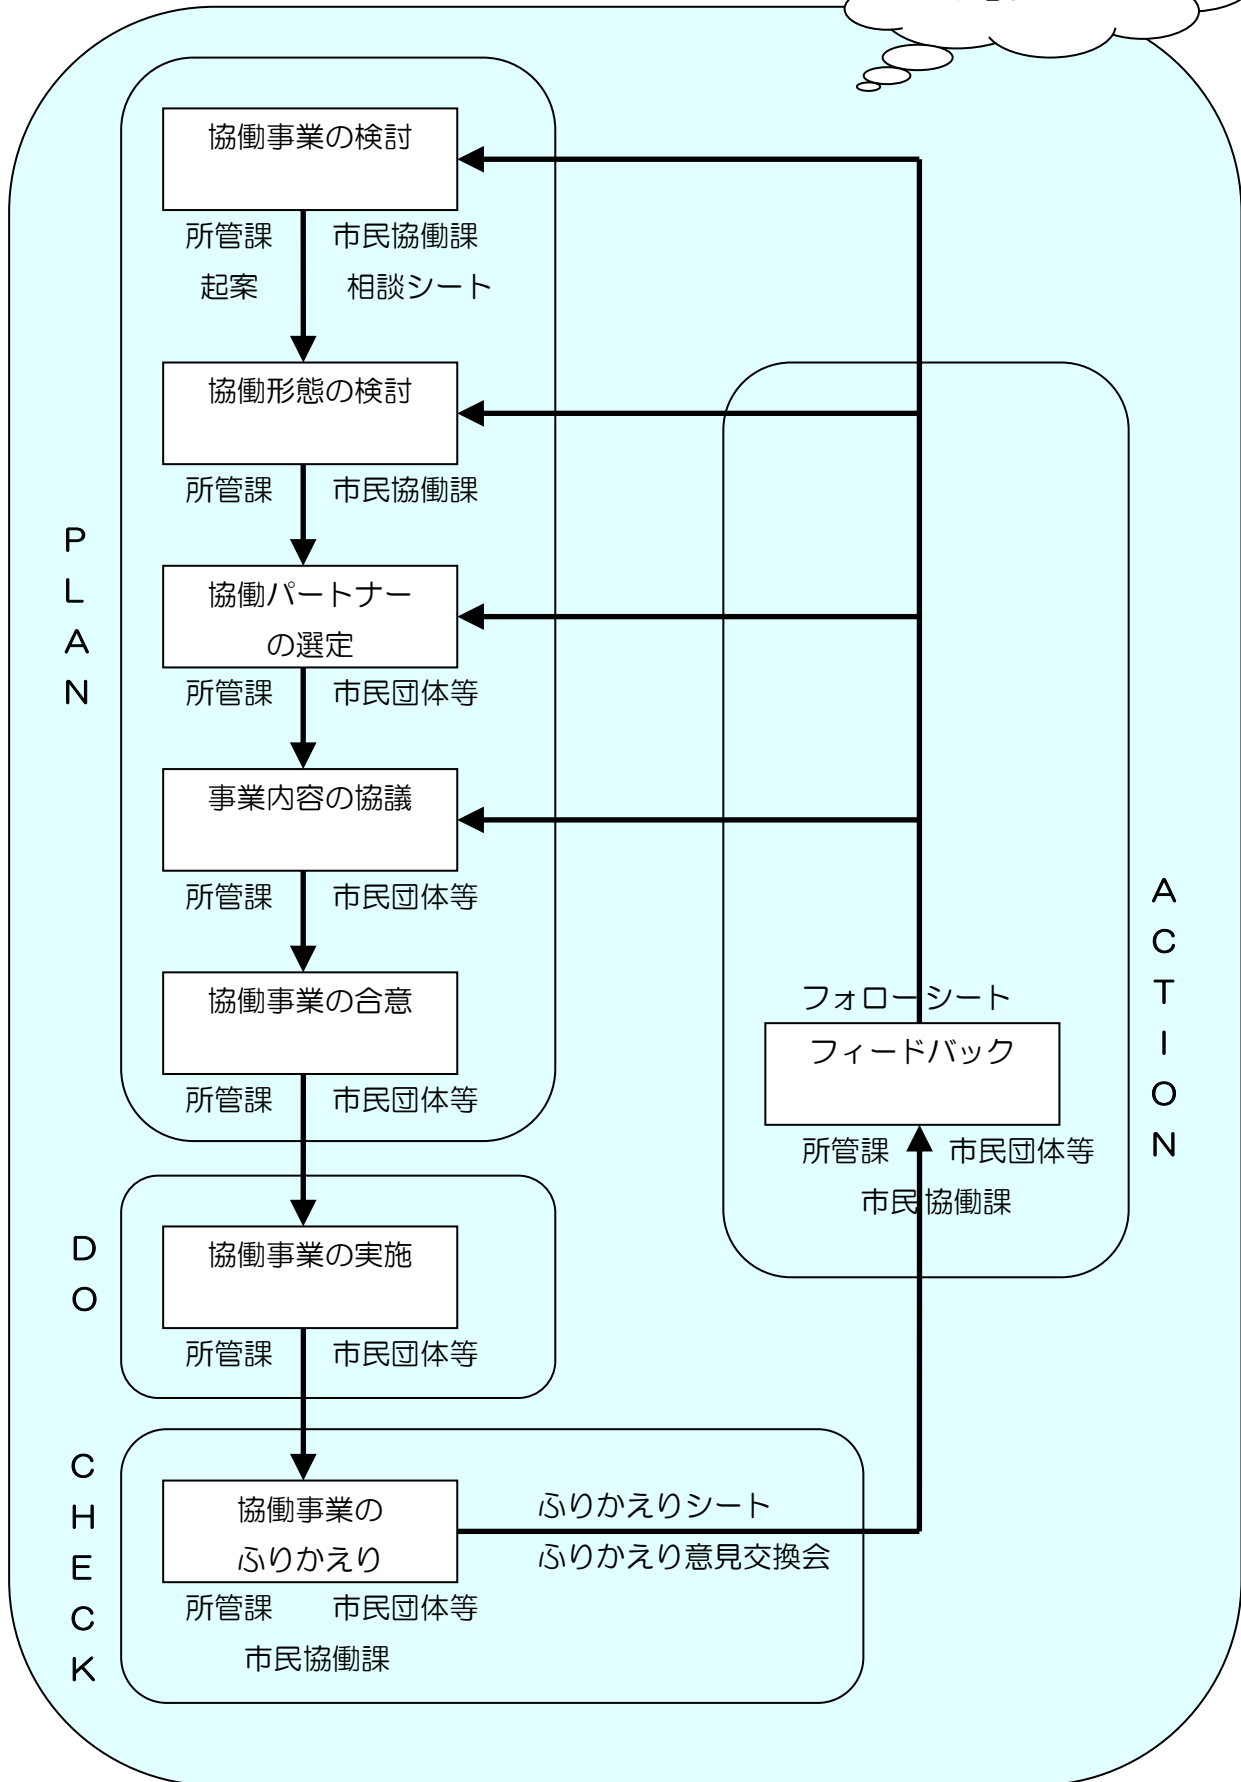 協働事業の検討
所管課 市民協働課
起案 相談シート
協働形態の検討
所管課 市民協働課
協働パートナー
の選定
所管課 市民団体等
事業内容の協議
所管課 市民団体等
協働事業の合意
所管課 市民団体等
PLAN
協働事業の実施
所管課 市民団体等
DO
協働事業の
ふりかえり
所管課 市民団体等
市民協働課
ふりかえりシート
ふりかえり意見交換会
CHECK
フォローシート
フィードバック
所管課 市民団体等
市民協働課
ACTION